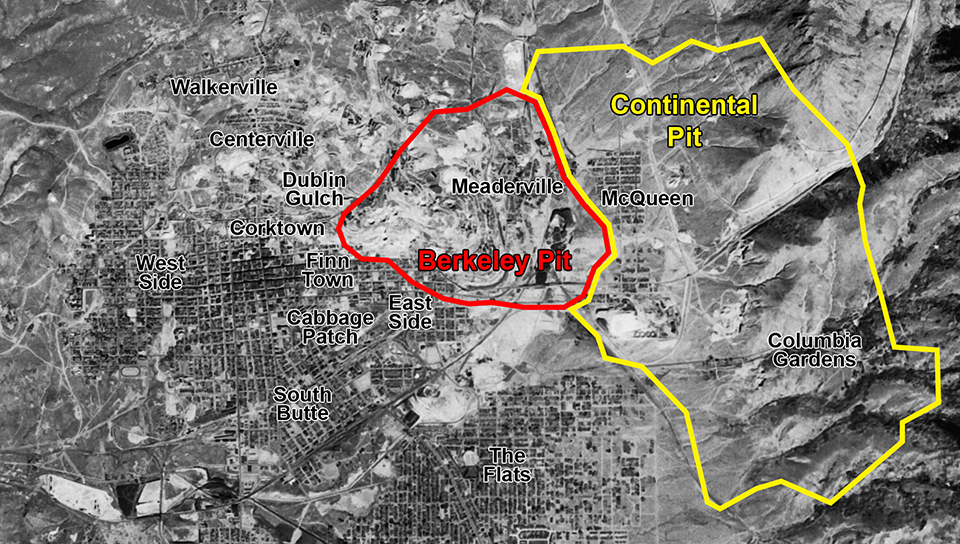 Walkerville
Continental
Pit
Centerville
Dublin
Gulch
Meaderville
McQueen
Corktown
West
Side
Finn
Town
Berkeley Pit
East
Side
Cabbage
Patch
Columbia
Gardens
South
Butte
The
Flats